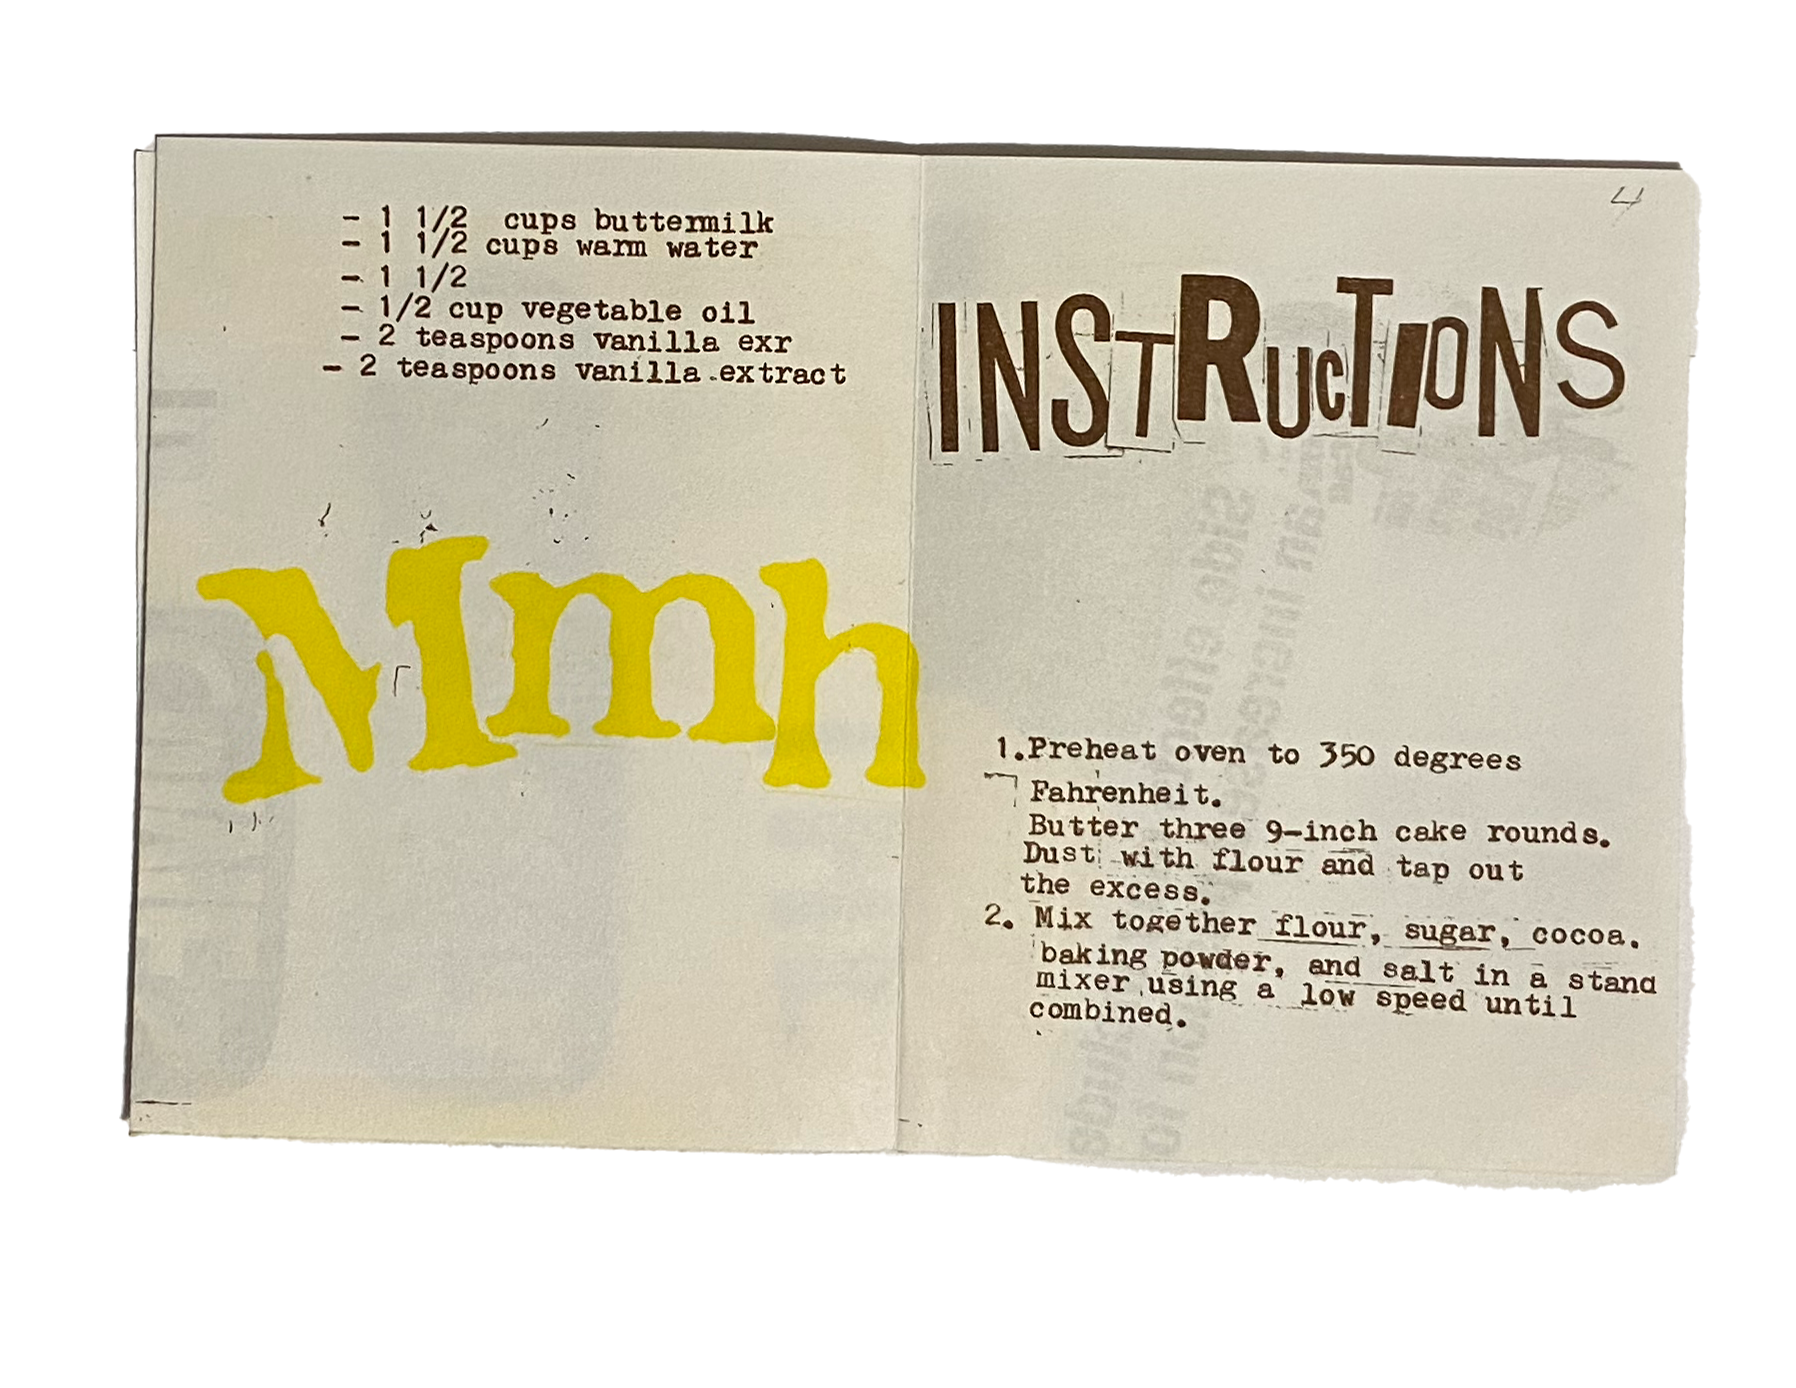 - 1 1/2 cups buttermilk
- 1 1/2 cups warm water
- 1 1/2
- 1/2 cup vegetable oil
- 2 teaspoons vanilla exr
- 2 teaspoons vanilla extract
Mmh
4
INSTRUcTIONS
1.Preheat oven to 350 degrees
Fahrenheit.
Butter three 9-inch cake rounds.
Dust with flour and tap out
the excess.
2. Mix together flour, sugar, cocoa.
baking powder, and salt in a stand
mixer using a low speed until
combined.